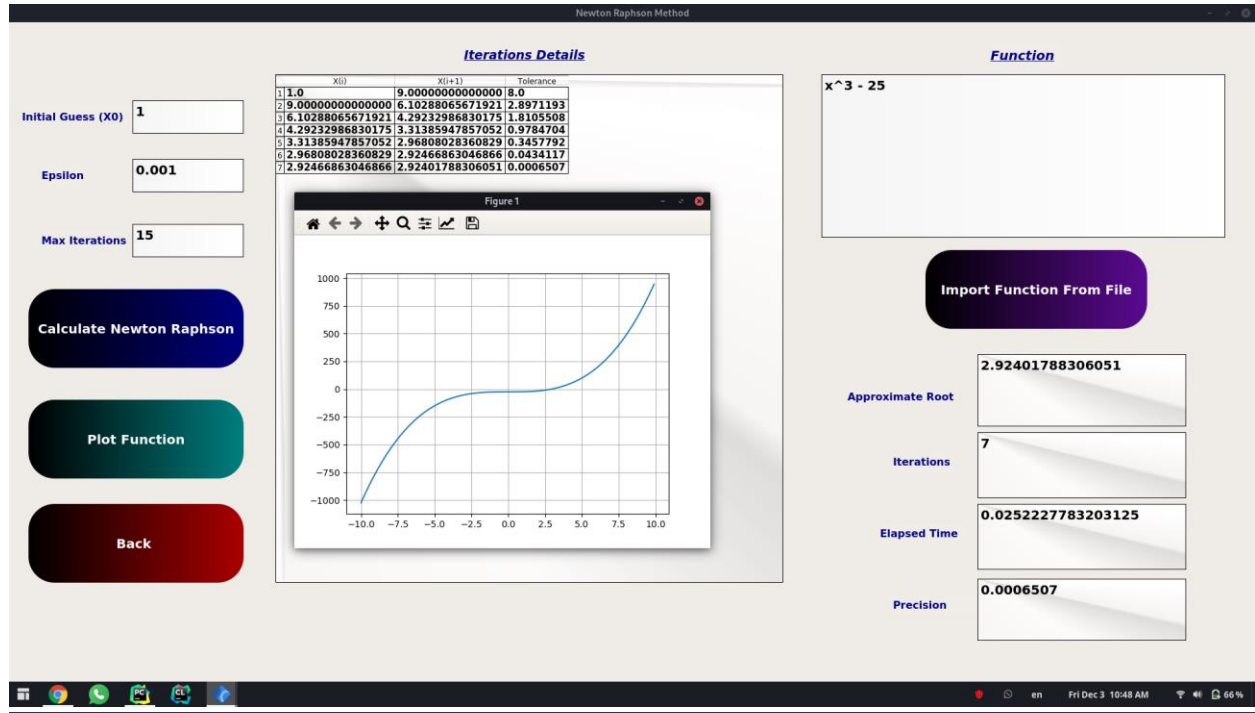 Newton Raphson Method
Iterations Details
Function
X(i) X(i+1) Tolerance
1 1.0 9.00000000000000 8.0
2 9.00000000000000 6.10288065671921 2.8971193
3 6.10288065671921 4.29232986830175 1.8105508
4 4.29232986830175 3.31385947857052 0.9784704
5 3.31385947857052 2.96808028360829 0.3457792
6 2.96808028360829 2.92466863046866 0.0434117
7 2.92466863046866 2.92401788306051 0.0006507
x^3 - 25
Initial Guess (X0) 1
Epsilon 0.001
Max Iterations 15
Calculate Newton Raphson
Plot Function
Back
Figure 1
1000
750
500
250
0
−250
−500
−750
−1000
−10.0 −7.5 −5.0 −2.5 0.0 2.5 5.0 7.5 10.0
Import Function From File
Approximate Root 2.92401788306051
Iterations 7
Elapsed Time 0.0252227783203125
Precision 0.0006507
PC CL en Fri Dec 3 10:48 AM 66 %